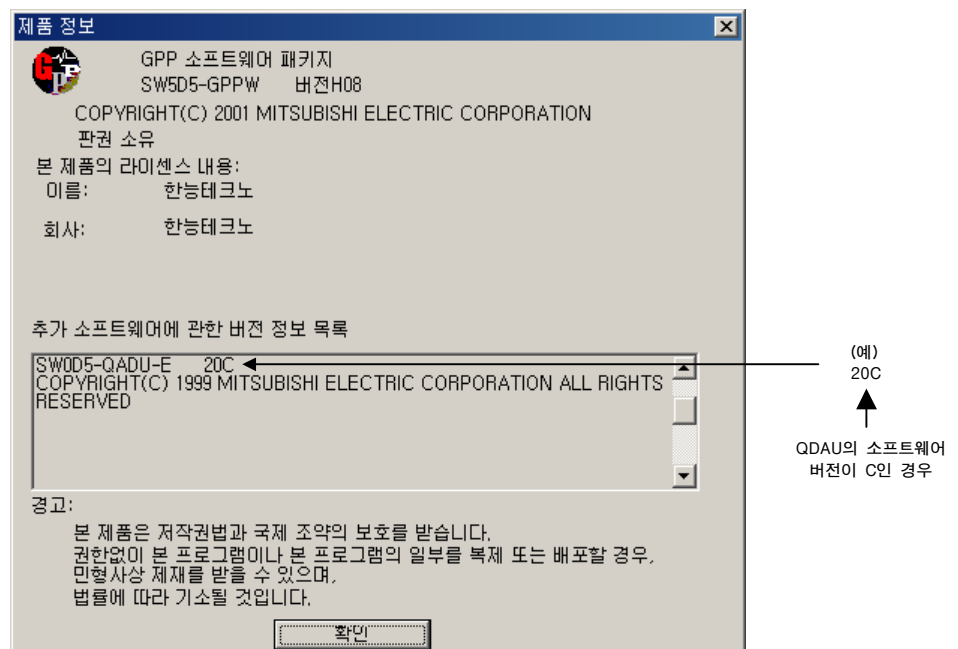 제품 정보
GPP 소프트웨어 패키지
SW5D5-GPPW 버전H08
COPYRIGHT(C) 2001 MITSUBISHI ELECTRIC CORPORATION
판권 소유
본 제품의 라이센스 내용:
이름: 한능테크노
회사: 한능테크노
추가 소프트웨어에 관한 버전 정보 목록
SW0D5-QADU-E 20C
COPYRIGHT(C) 1999 MITSUBISHI ELECTRIC CORPORATION ALL RIGHTS
RESERVED
(예)
20C
QDAU의 소프트웨어
버전이 C인 경우
경고:
본 제품은 저작권법과 국제 조약의 보호를 받습니다.
권한없이 본 프로그램이나 본 프로그램의 일부를 복제 또는 배포할 경우,
민형사상 제재를 받을 수 있으며,
법률에 따라 기소될 것입니다.
확인